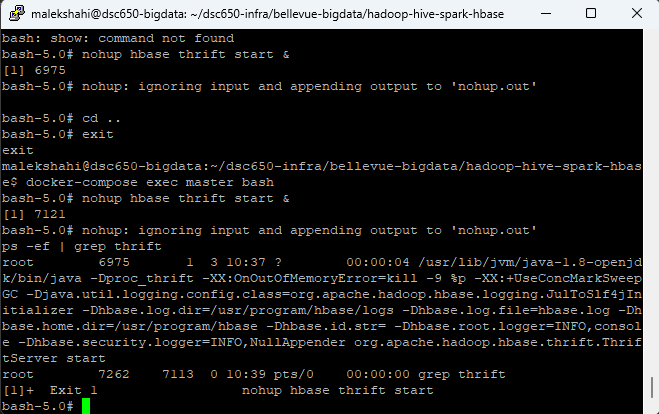 malekshahi@dsc650-bigdata: ~/dsc650-infra/bellevue-bigdata/hadoop-hive-spark-hbase
bash: show: command not found
bash-5.0# nohup hbase thrift start &
[1] 6975
bash-5.0# nohup: ignoring input and appending output to 'nohup.out'
bash-5.0# cd ..
bash-5.0# exit
exit
malekshahi@dsc650-bigdata:~/dsc650-infra/bellevue-bigdata/hadoop-hive-spark-hbas
e$ docker-compose exec master bash
bash-5.0# nohup hbase thrift start &
[1] 7121
bash-5.0# nohup: ignoring input and appending output to 'nohup.out'
ps -ef | grep thrift
root      6975     1  3 10:37 ?        00:00:04 /usr/lib/jvm/java-1.8-openjd
k/bin/java -Dproc_thrift -XX:OnOutOfMemoryError=kill -9 %p -XX:+UseConcMarkSweep
GC -Djava.util.logging.config.class=org.apache.hadoop.hbase.logging.JulToSlf4jIn
itializer -Dhbase.log.dir=/usr/program/hbase/logs -Dhbase.log.file=hbase.log -Dh
base.home.dir=/usr/program/hbase -Dhbase.id.str= -Dhbase.root.logger=INFO,consol
e -Dhbase.security.logger=INFO,NullAppender org.apache.hadoop.hbase.thrift.Thrif
tServer start
root      7262  7113  0 10:39 pts/0    00:00:00 grep thrift
[1]+  Exit 1                  nohup hbase thrift start
bash-5.0#